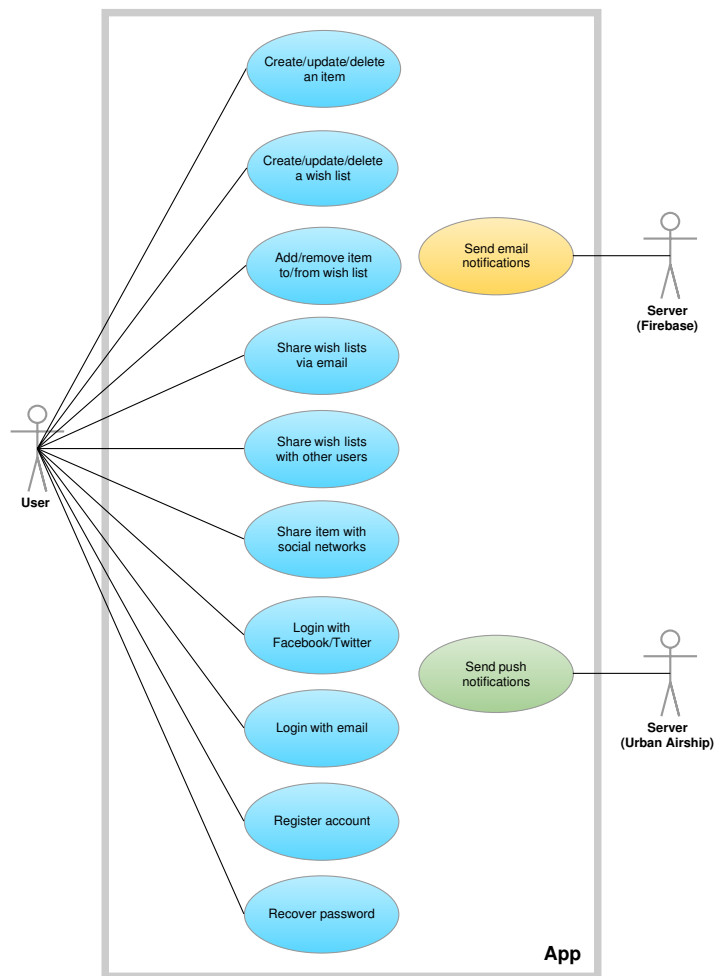 Create/update/delete
an item
Create/update/delete
a wish list
Add/remove item
to/from wish list
Send email
notifications
Server
(Firebase)
Share wish lists
via email
Share wish lists
with other users
User
Share item with
social networks
Login with
Facebook/Twitter
Send push
notifications
Server
(Urban Airship)
Login with email
Register account
Recover password
App